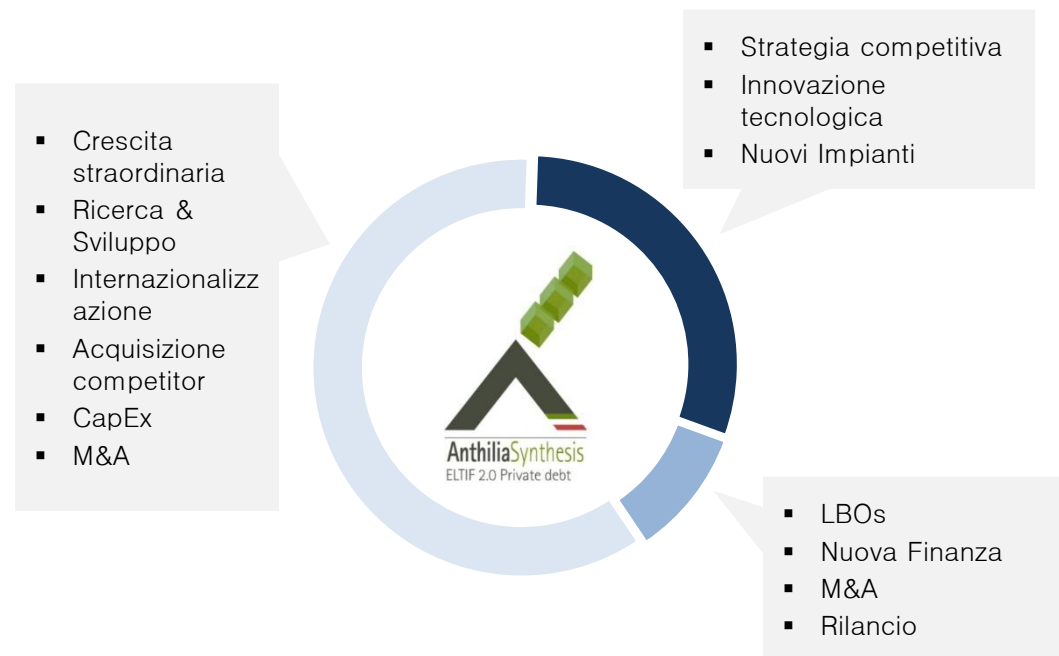 ▪ Strategia competitiva
▪ Innovazione
tecnologica
▪ Nuovi Impianti
▪ Crescita
straordinaria
▪ Ricerca &
Sviluppo
▪ Internazionalizz
azione
▪ Acquisizione
competitor
▪ CapEx
▪ M&A
AnthiliaSynthesis
ELTIF 2.0 Private debt
▪ LBOs
▪ Nuova Finanza
▪ M&A
▪ Rilancio